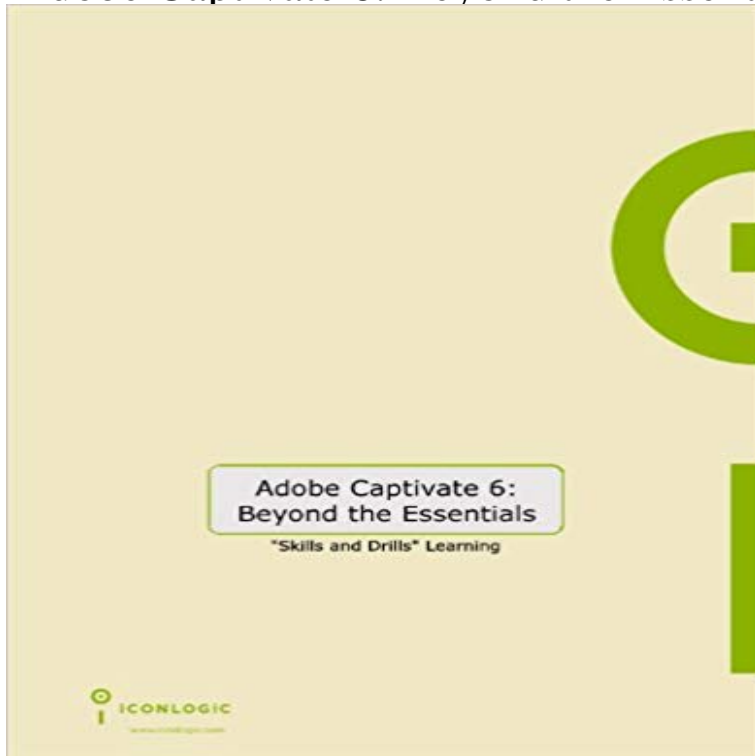 Adobe Captivate 6:
Beyond the Essentials
"Skills and Drills" Learning
ICONLOGIC